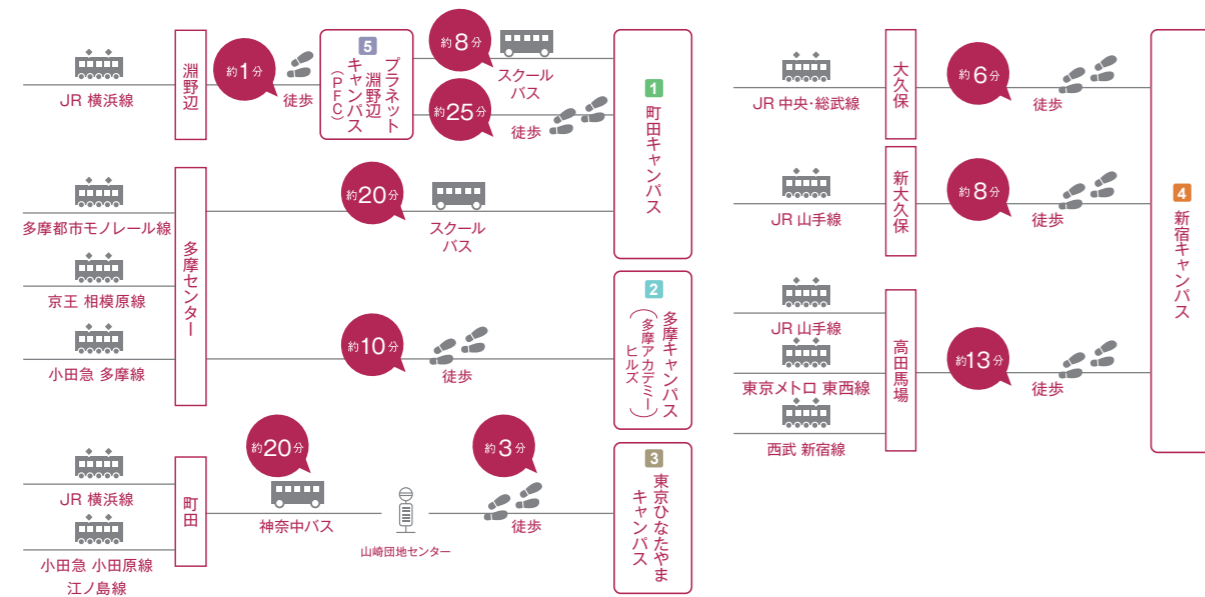 JR 横浜線
淵野辺
約1分
徒歩
5
プラネット
淵野辺
キャンパス
(PFC)
約8分
スクール
バス
約25分
徒歩
1
町田キャンパス
多摩都市モノレール線
京王 相模原線
小田急 多摩線
多摩センター
約20分
スクール
バス
約10分
徒歩
2
多摩キャンパス
(多摩アカデミー
ヒルズ)
JR 横浜線
小田急 小田原線
江ノ島線
町田
約20分
神奈中バス
山崎団地センター
約3分
徒歩
3
東京ひなたやま
キャンパス
JR 中央・総武線
大久保
約6分
徒歩
JR 山手線
新大久保
約8分
徒歩
JR 山手線
東京メトロ 東西線
西武 新宿線
高田馬場
約13分
徒歩
4
新宿キャンパス